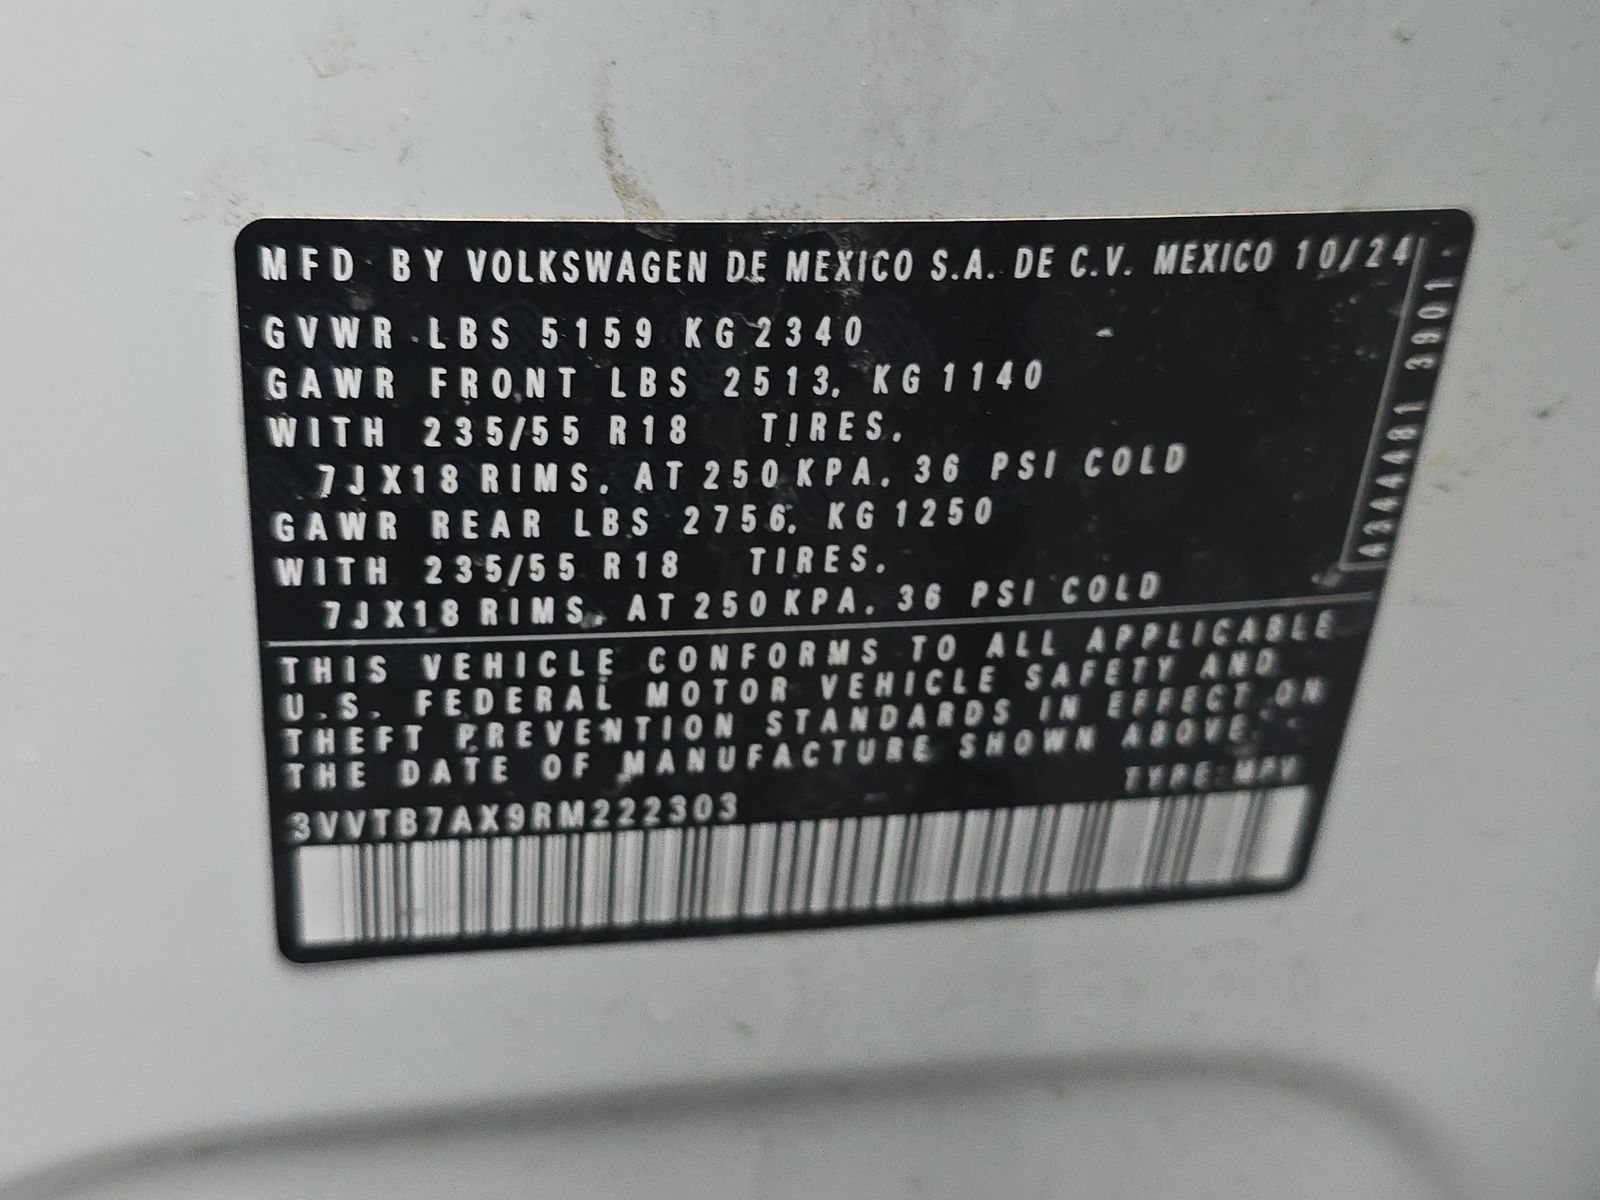 MFD BY VOLKSWAGEN DE MEXICO S.A. DE C.V. MEXICO 10/24
GVWR LBS 5159 KG 2340
GAWR FRONT LBS 2513, KG 1140
WITH 235/55 R18 TIRES,
7JX18 RIMS, AT 250 KPA, 36 PSI COLD
GAWR REAR LBS 2756, KG 1250
WITH 235/55 R18 TIRES,
7JX18 RIMS, AT 250 KPA, 36 PSI COLD
THIS VEHICLE CONFORMS TO ALL APPLICABLE
U.S. FEDERAL MOTOR VEHICLE SAFETY AND
THEFT PREVENTION STANDARDS IN EFFECT ON
THE DATE OF MANUFACTURE SHOWN ABOVE.
TYPE:MPV
3VVTB7AX9RM222303